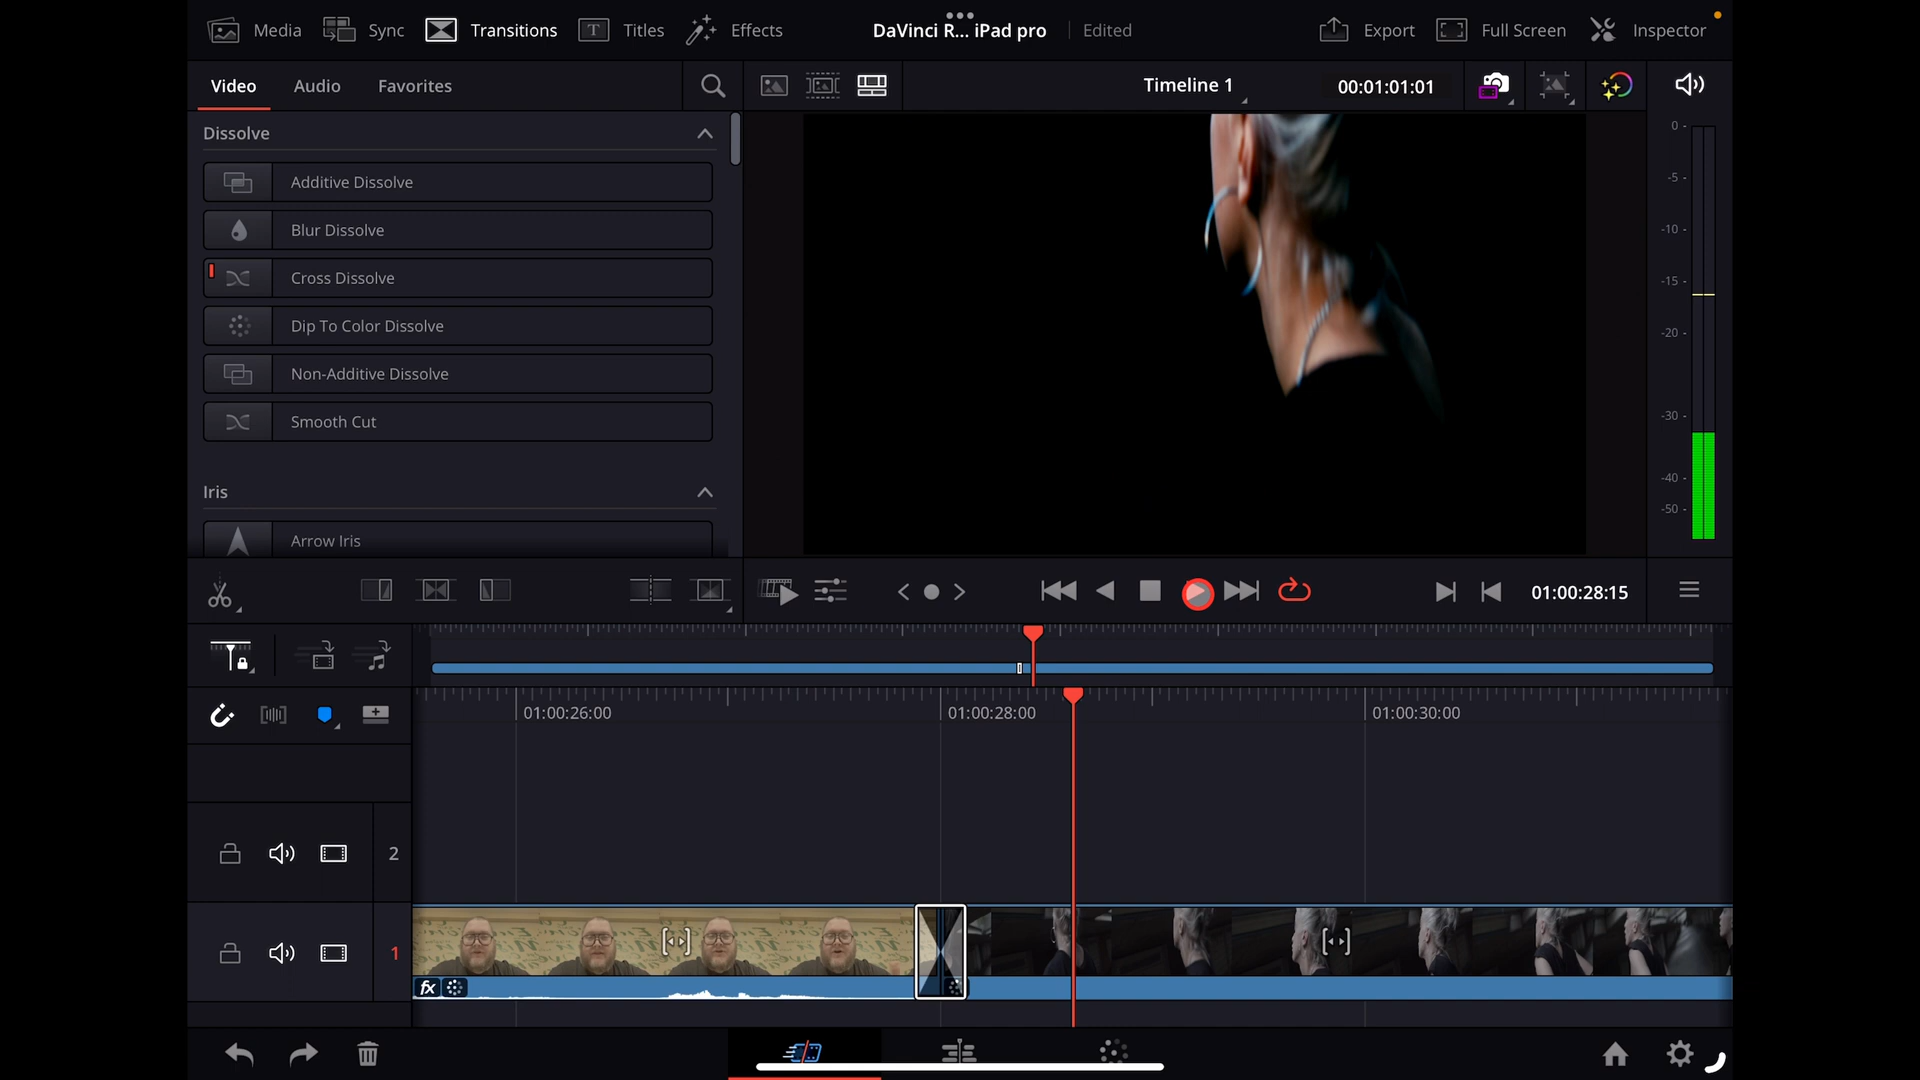 Media
Sync
Transitions
Titles
Effects
DaVinci R... iPad pro
Edited
Export
Full Screen
Inspector
Video
Audio
Favorites
Timeline 1
00:01:01:01
Dissolve
Additive Dissolve
Blur Dissolve
Cross Dissolve
Dip To Color Dissolve
Non-Additive Dissolve
Smooth Cut
Iris
Arrow Iris
0 -
-5 -
-10 -
-15 -
-20 -
-30 -
-40 -
-50 -
01:00:28:15
01:00:26:00
01:00:28:00
01:00:30:00
2
1
fx